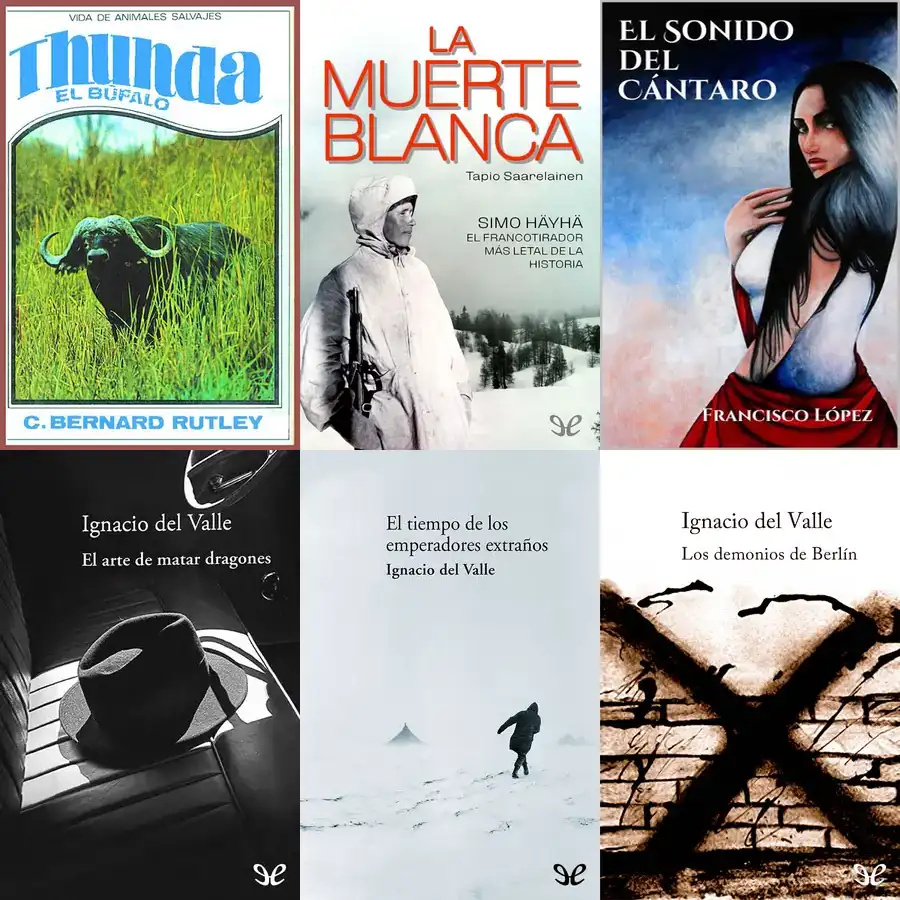 VIDA DE ANIMALES SALVAJES
Thunda
EL BÚFALO
C. BERNARD RUTLEY
LA
MUERTE
BLANCA
Tapio Saarelainen
SIMO HÄYHÄ
EL FRANCOTIRADOR
MÁS LETAL DE LA
HISTORIA
El Sonido
del
Cántaro
Francisco López
Ignacio del Valle
El arte de matar dragones
El tiempo de los
emperadores extraños
Ignacio del Valle
Ignacio del Valle
Los demonios de Berlín